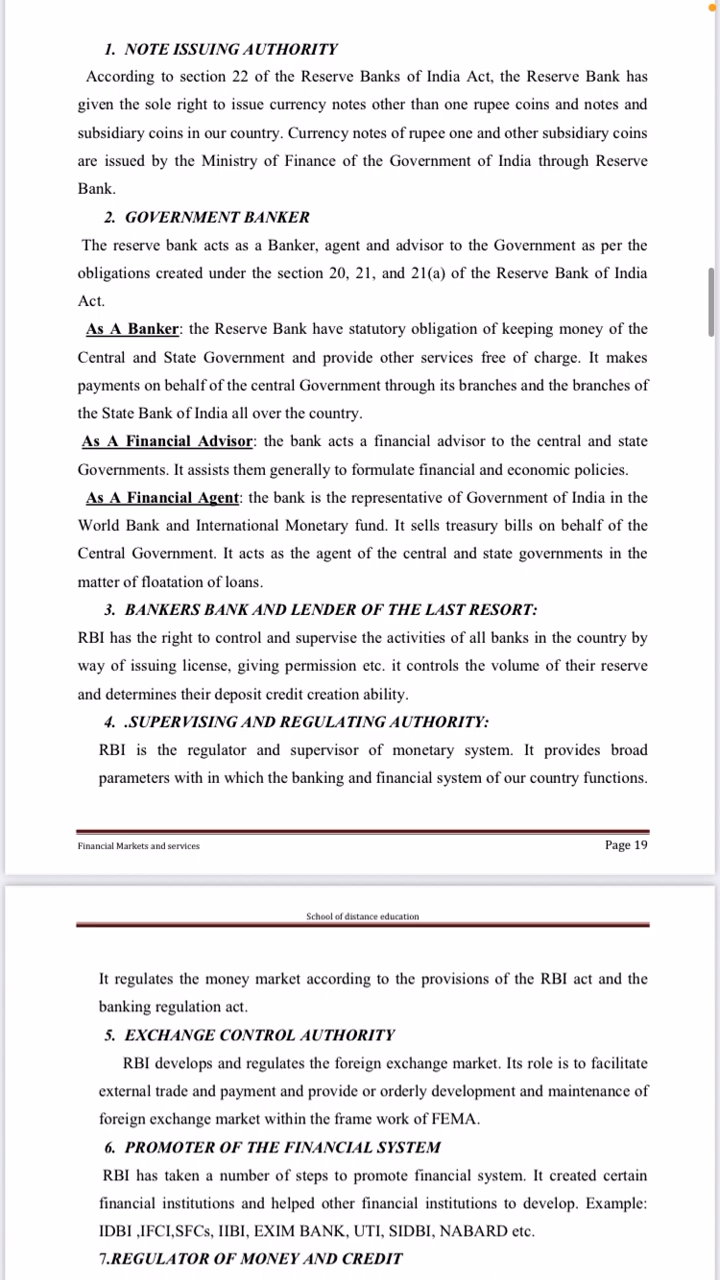 1. NOTE ISSUING AUTHORITY
According to section 22 of the Reserve Banks of India Act, the Reserve Bank has
given the sole right to issue currency notes other than one rupee coins and notes and
subsidiary coins in our country. Currency notes of rupee one and other subsidiary coins
are issued by the Ministry of Finance of the Government of India through Reserve
Bank.
2. GOVERNMENT BANKER
The reserve bank acts as a Banker, agent and advisor to the Government as per the
obligations created under the section 20, 21, and 21(a) of the Reserve Bank of India
Act.
As A Banker: the Reserve Bank have statutory obligation of keeping money of the
Central and State Government and provide other services free of charge. It makes
payments on behalf of the central Government through its branches and the branches of
the State Bank of India all over the country.
As A Financial Advisor: the bank acts a financial advisor to the central and state
Governments. It assists them generally to formulate financial and economic policies.
As A Financial Agent: the bank is the representative of Government of India in the
World Bank and International Monetary fund. It sells treasury bills on behalf of the
Central Government. It acts as the agent of the central and state governments in the
matter of floatation of loans.
3. BANKERS BANK AND LENDER OF THE LAST RESORT:
RBI has the right to control and supervise the activities of all banks in the country by
way of issuing license, giving permission etc. it controls the volume of their reserve
and determines their deposit credit creation ability.
4. .SUPERVISING AND REGULATING AUTHORITY:
RBI is the regulator and supervisor of monetary system. It provides broad
parameters with in which the banking and financial system of our country functions.
Financial Markets and services Page 19
School of distance education
It regulates the money market according to the provisions of the RBI act and the
banking regulation act.
5. EXCHANGE CONTROL AUTHORITY
RBI develops and regulates the foreign exchange market. Its role is to facilitate
external trade and payment and provide or orderly development and maintenance of
foreign exchange market within the frame work of FEMA.
6. PROMOTER OF THE FINANCIAL SYSTEM
RBI has taken a number of steps to promote financial system. It created certain
financial institutions and helped other financial institutions to develop. Example:
IDBI ,IFCI,SFCs, IIBI, EXIM BANK, UTI, SIDBI, NABARD etc.
7.REGULATOR OF MONEY AND CREDIT